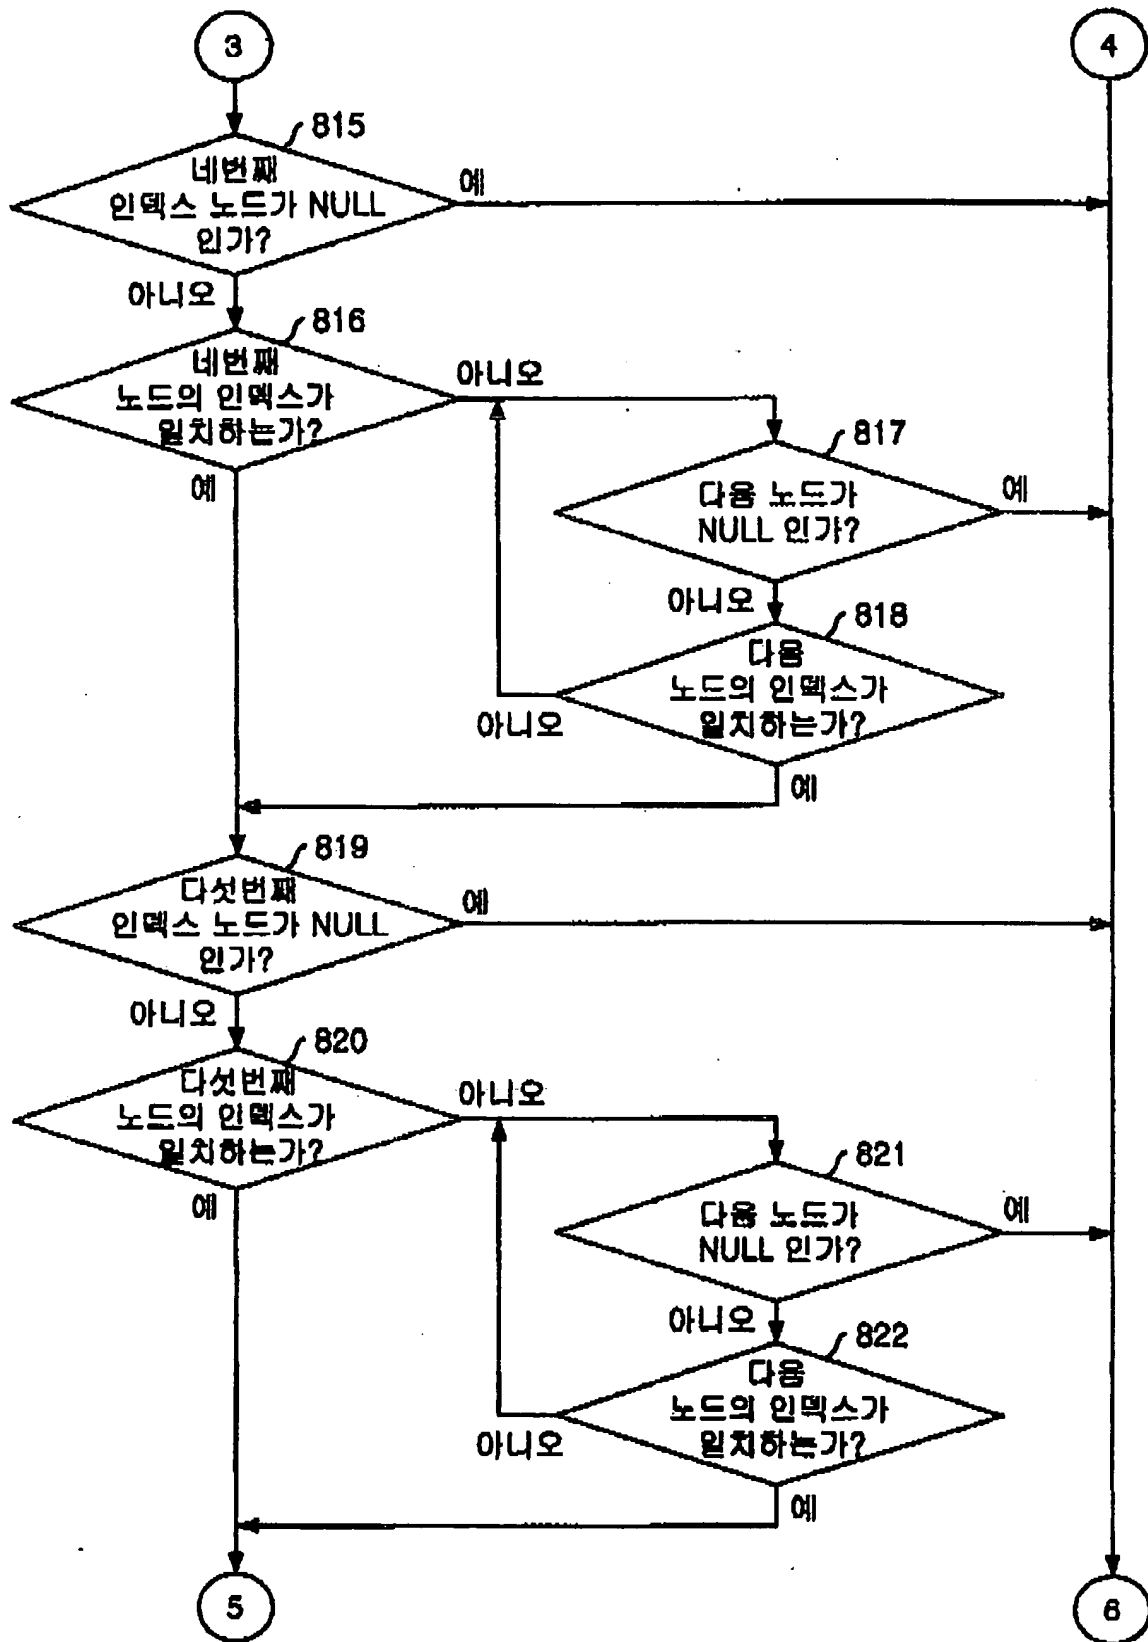 3
4
815
네번째
인덱스 노드가 NULL
인가?
예
아니오
816
네번째
노드의 인덱스가
일치하는가?
아니오
예
817
다음 노드가
NULL 인가?
예
아니오
818
다음
노드의 인덱스가
일치하는가?
아니오
예
819
다섯번째
인덱스 노드가 NULL
인가?
예
아니오
820
다섯번째
노드의 인덱스가
일치하는가?
아니오
예
821
다음 노드가
NULL 인가?
예
아니오
822
다음
노드의 인덱스가
일치하는가?
아니오
예
5
6